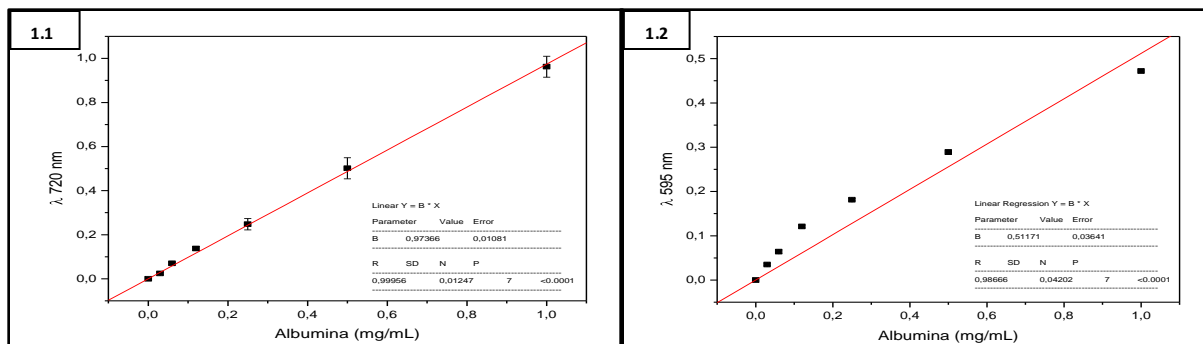 1.1
λ 720 nm
1,0
0,8
0,6
0,4
0,2
0,0
Linear Y = B * X
Parameter Value Error
B 0,97366 0,01081
R SD N P
0,99956 0,01247 7 <0.0001
0,0 0,2 0,4 0,6 0,8 1,0
Albumina (mg/mL)
1.2
λ 595 nm
0,5
0,4
0,3
0,2
0,1
0,0
Linear Regression Y = B * X
Parameter Value Error
B 0,51171 0,03641
R SD N P
0,98666 0,04202 7 <0.0001
0,0 0,2 0,4 0,6 0,8 1,0
Albumina (mg/mL)